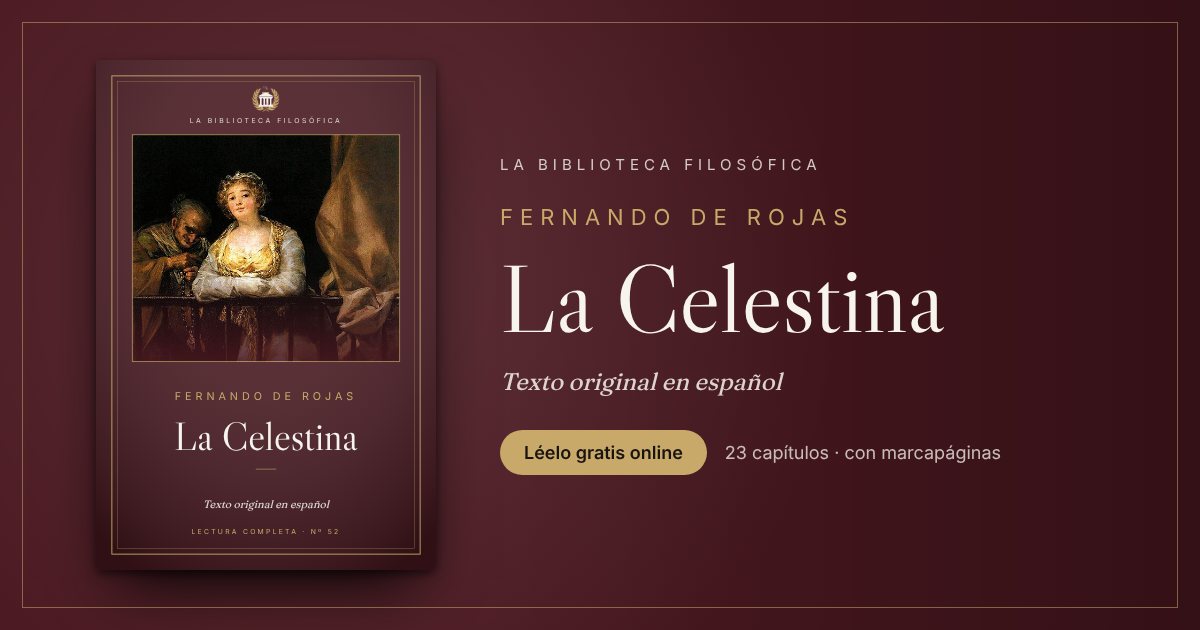 LA BIBLIOTECA FILOSÓFICA
FERNANDO DE ROJAS
La Celestina
Texto original en español
LECTURA COMPLETA · Nº 52
LA BIBLIOTECA FILOSÓFICA
FERNANDO DE ROJAS
La Celestina
Texto original en español
Léelo gratis online
23 capítulos · con marcapáginas